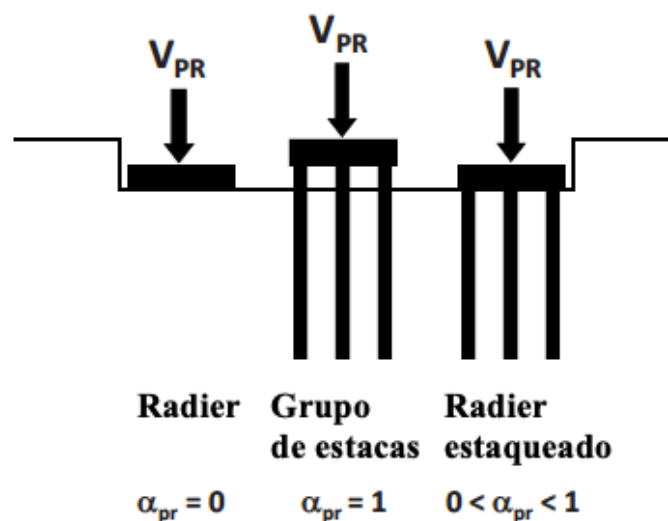 V_PR
V_PR
V_PR
Radier
Grupo
de estacas
Radier
estaqueado
α_pr = 0
α_pr = 1
0 < α_pr < 1